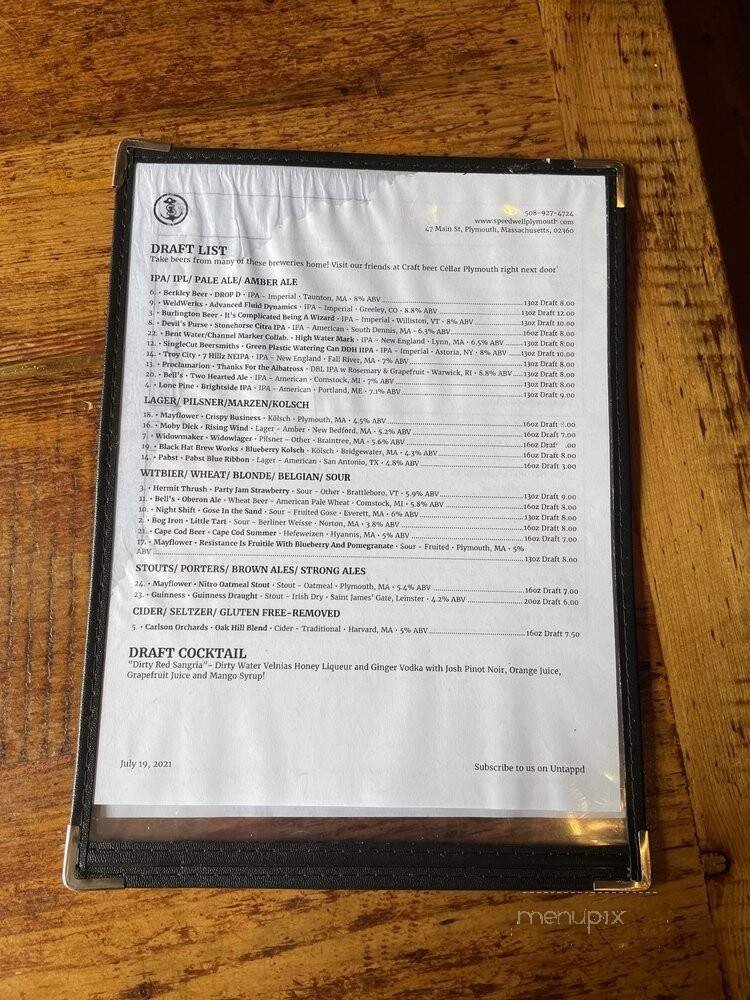 508-927-4724
www.speedwellplymouth.com
47 Main St, Plymouth, Massachusetts, 02360
DRAFT LIST
Take beers from many of these breweries home! Visit our friends at Craft beer Cellar Plymouth right next door
IPA/ IPL/ PALE ALE/ AMBER ALE
6. • Berkley Beer • DROP D • IPA - Imperial • Taunton, MA • 8% ABV 13oz Draft 8.00
9. • WeldWerks • Advanced Fluid Dynamics • IPA - Imperial • Greeley, CO • 8.8% ABV 13oz Draft 12.00
3. • Burlington Beer • It's Complicated Being A Wizard • IPA - Imperial • Williston, VT • 8% ABV 13oz Draft 10.00
8. • Devil's Purse • Stonehorse Citra IPA • IPA - American • South Dennis, MA • 6.3% ABV 16oz Draft 8.00
22. • Bent Water/Channel Marker Collab. • High Water Mark • IPA - New England • Lynn, MA • 6.5% ABV 13oz Draft 8.00
12. • SingleCut Beersmiths • Green Plastic Watering Can DDH IIPA • IPA - Imperial • Astoria, NY • 8% ABV 13oz Draft 10.00
14. • Troy City • 7 Hillz NEIPA • IPA - New England • Fall River, MA • 7% ABV 13oz Draft 8.00
13. • Proclamation • Thanks For the Albatross • DBL IPA w Rosemary & Grapefruit • Warwick, RI • 8.8% ABV 13oz Draft 8.00
20. • Bell's • Two Hearted Ale • IPA - American • Comstock, MI • 7% ABV 13oz Draft 8.00
4. • Lone Pine • Brightside IPA • IPA - American • Portland, ME • 7.1% ABV 13oz Draft 9.00
LAGER/ PILSNER/MARZEN/KOLSCH
18. • Mayflower • Crispy Business • Kölsch • Plymouth, MA • 4.5% ABV 16oz Draft .00
16. • Moby Dick • Rising Wind • Lager - Amber • New Bedford, MA • 5.2% ABV 16oz Draft 7.00
7. • Widowmaker • Widowlager • Pilsner - Other • Braintree, MA • 5.6% ABV 16oz Draft 8.00
19. • Black Hat Brew Works • Blueberry Kolsch • Kölsch • Bridgewater, MA • 4.3% ABV 16oz Draf .00
14. • Pabst • Pabst Blue Ribbon • Lager - American • San Antonio, TX • 4.8% ABV 16oz Draft 3.00
WITBIER/ WHEAT/ BLONDE/ BELGIAN/ SOUR
3. • Hermit Thrush • Party Jam Strawberry • Sour - Other • Brattleboro, VT • 5.9% ABV 13oz Draft 9.00
11. • Bell's • Oberon Ale • Wheat Beer - American Pale Wheat • Comstock, MI • 5.8% ABV 16oz Draft 8.00
10. • Night Shift • Gose In the Sand • Sour - Fruited Gose • Everett, MA • 6% ABV 13oz Draft 8.00
2. • Bog Iron • Little Tart • Sour - Berliner Weisse • Norton, MA • 3.8% ABV 16oz Draft 8.00
21. • Cape Cod Beer • Cape Cod Summer • Hefeweizen • Hyannis, MA • 5% ABV 16oz Draft 7.00
17. • Mayflower • Resistance Is Fruitile With Blueberry And Pomegranate • Sour - Fruited • Plymouth, MA • 5%
ABV 13oz Draft 8.00
STOUTS/ PORTERS/ BROWN ALES/ STRONG ALES
24. • Mayflower • Nitro Oatmeal Stout • Stout - Oatmeal • Plymouth, MA • 5.4% ABV 16oz Draft 7.00
23. • Guinness • Guinness Draught • Stout - Irish Dry • Saint James' Gate, Leinster • 4.2% ABV 20oz Draft 6.00
CIDER/ SELTZER/ GLUTEN FREE-REMOVED
5. • Carlson Orchards • Oak Hill Blend • Cider - Traditional • Harvard, MA • 5% ABV 16oz Draft 7.50
DRAFT COCKTAIL
"Dirty Red Sangria"- Dirty Water Velnias Honey Liqueur and Ginger Vodka with Josh Pinot Noir, Orange Juice,
Grapefruit Juice and Mango Syrup!
July 19, 2021
Subscribe to us on Untappd
menupix